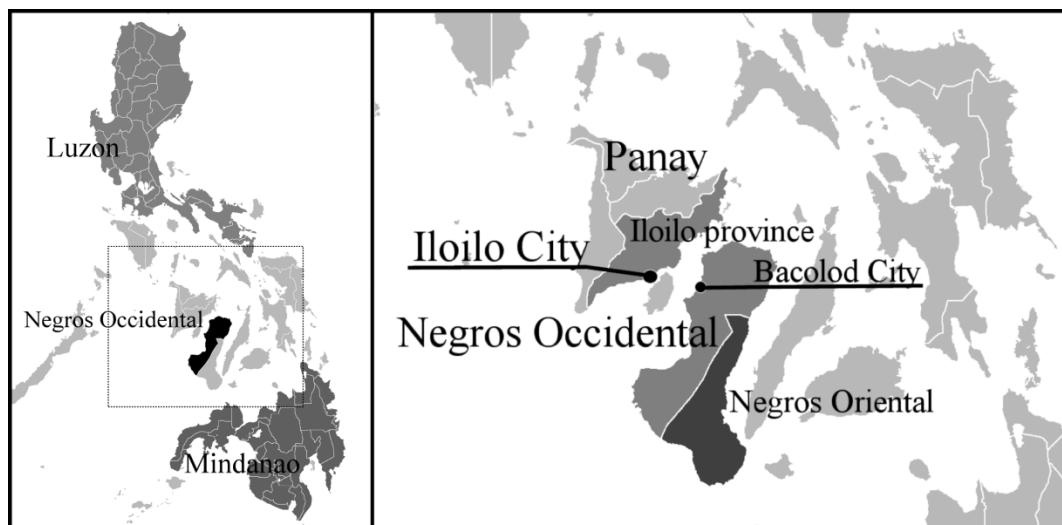 Luzon
Negros Occidental
Mindanao
Panay
Iloilo province
Iloilo City
Bacolod City
Negros Occidental
Negros Oriental